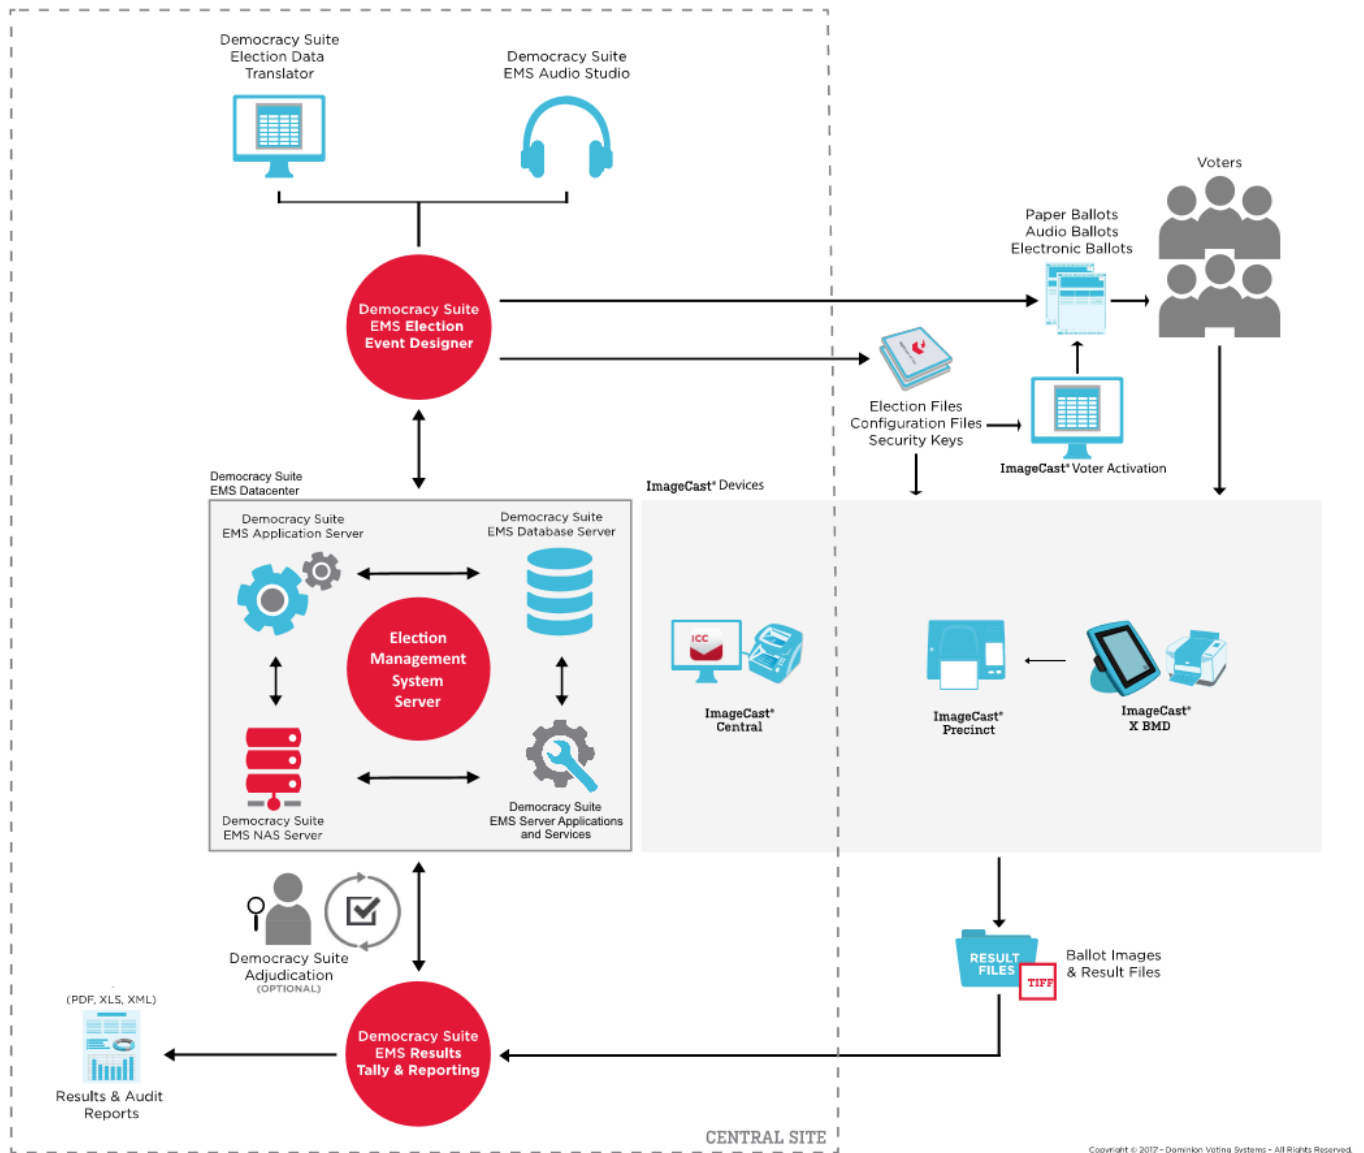 Democracy Suite
Election Data
Translator
Democracy Suite
EMS Audio Studio
Voters
Paper Ballots
Audio Ballots
Electronic Ballots
Democracy Suite
EMS Election
Event Designer
Election Files
Configuration Files
Security Keys
ImageCast® Voter Activation
Democracy Suite
EMS Datacenter
ImageCast® Devices
Democracy Suite
EMS Application Server
Democracy Suite
EMS Database Server
Election
Management
System
Server
ICC
ImageCast®
Central
ImageCast®
Precinct
ImageCast®
X BMD
Democracy Suite
EMS NAS Server
Democracy Suite
EMS Server Applications
and Services
Democracy Suite
Adjudication
(OPTIONAL)
RESULT
FILES
TIFF
Ballot Images
& Result Files
(PDF, XLS, XML)
Democracy Suite
EMS Results
Tally & Reporting
Results & Audit
Reports
CENTRAL SITE
Copyright © 2017 - Dominion Voting Systems - All Rights Reserved.